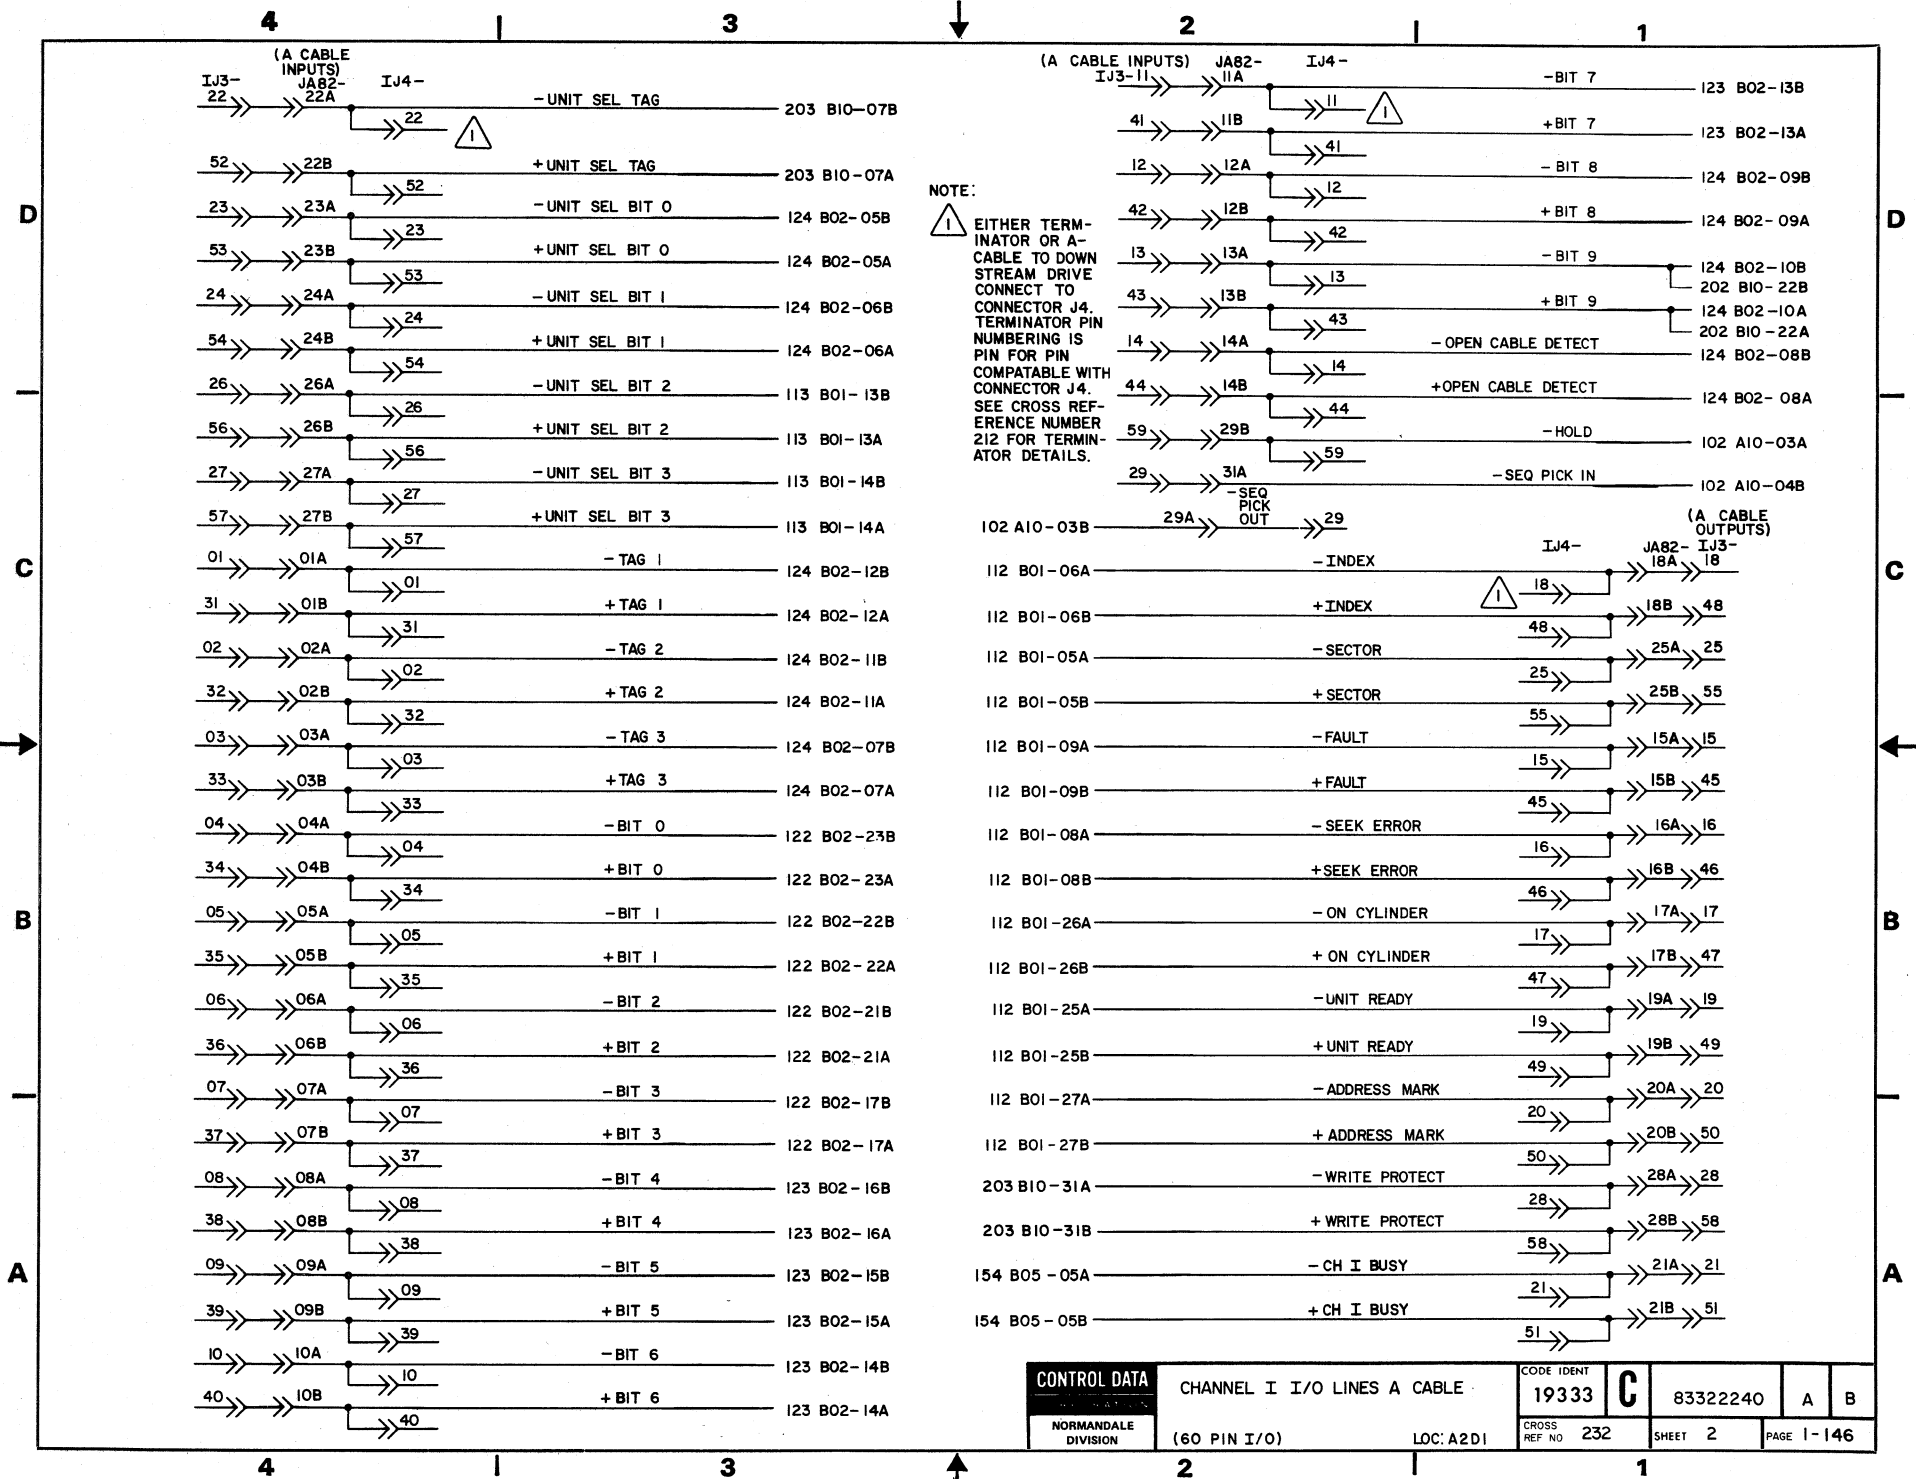 4 3 2 1
(A CABLE
INPUTS)
IJ3- JA82- IJ4-
22 22A -UNIT SEL TAG 203 B10-07B
22 1
52 22B +UNIT SEL TAG 203 B10-07A
52
23 23A -UNIT SEL BIT 0 124 B02-05B
23
53 23B +UNIT SEL BIT 0 124 B02-05A
53
24 24A -UNIT SEL BIT 1 124 B02-06B
24
54 24B +UNIT SEL BIT 1 124 B02-06A
54
26 26A -UNIT SEL BIT 2 113 B01-13B
26
56 26B +UNIT SEL BIT 2 113 B01-13A
56
27 27A -UNIT SEL BIT 3 113 B01-14B
27
57 27B +UNIT SEL BIT 3 113 B01-14A
57
01 01A -TAG 1 124 B02-12B
01
31 01B +TAG 1 124 B02-12A
31
02 02A -TAG 2 124 B02-11B
02
32 02B +TAG 2 124 B02-11A
32
03 03A -TAG 3 124 B02-07B
03
33 03B +TAG 3 124 B02-07A
33
04 04A -BIT 0 122 B02-23B
04
34 04B +BIT 0 122 B02-23A
34
05 05A -BIT 1 122 B02-22B
05
35 05B +BIT 1 122 B02-22A
35
06 06A -BIT 2 122 B02-21B
06
36 06B +BIT 2 122 B02-21A
36
07 07A -BIT 3 122 B02-17B
07
37 07B +BIT 3 122 B02-17A
37
08 08A -BIT 4 123 B02-16B
08
38 08B +BIT 4 123 B02-16A
38
09 09A -BIT 5 123 B02-15B
09
39 09B +BIT 5 123 B02-15A
39
10 10A -BIT 6 123 B02-14B
10
40 10B +BIT 6 123 B02-14A
40
NOTE:
1 EITHER TERM-
INATOR OR A-
CABLE TO DOWN
STREAM DRIVE
CONNECT TO
CONNECTOR J4.
TERMINATOR PIN
NUMBERING IS
PIN FOR PIN
COMPATABLE WITH
CONNECTOR J4.
SEE CROSS REF-
ERENCE NUMBER
212 FOR TERMIN-
ATOR DETAILS.
(A CABLE INPUTS) JA82- IJ4-
IJ3-11 11A -BIT 7 123 B02-13B
11 1
41 11B +BIT 7 123 B02-13A
41
12 12A -BIT 8 124 B02-09B
12
42 12B +BIT 8 124 B02-09A
42
13 13A -BIT 9 124 B02-10B
13 202 B10-22B
43 13B +BIT 9 124 B02-10A
43 202 B10-22A
14 14A -OPEN CABLE DETECT 124 B02-08B
14
44 14B +OPEN CABLE DETECT 124 B02-08A
44
59 29B -HOLD 102 A10-03A
59
29 31A -SEQ PICK IN 102 A10-04B
-SEQ
PICK
OUT
102 A10-03B 29A 29
(A CABLE
OUTPUTS)
IJ4- JA82- IJ3-
112 B01-06A -INDEX 18A 18
1 18
112 B01-06B +INDEX 18B 48
48
112 B01-05A -SECTOR 25A 25
25
112 B01-05B +SECTOR 25B 55
55
112 B01-09A -FAULT 15A 15
15
112 B01-09B +FAULT 15B 45
45
112 B01-08A -SEEK ERROR 16A 16
16
112 B01-08B +SEEK ERROR 16B 46
46
112 B01-26A -ON CYLINDER 17A 17
17
112 B01-26B +ON CYLINDER 17B 47
47
112 B01-25A -UNIT READY 19A 19
19
112 B01-25B +UNIT READY 19B 49
49
112 B01-27A -ADDRESS MARK 20A 20
20
112 B01-27B +ADDRESS MARK 20B 50
50
203 B10-31A -WRITE PROTECT 28A 28
28
203 B10-31B +WRITE PROTECT 28B 58
58
154 B05-05A -CH I BUSY 21A 21
21
154 B05-05B +CH I BUSY 21B 51
51
D D
C C
B B
A A
CONTROL DATA
NORMANDALE
DIVISION
CHANNEL I I/O LINES A CABLE
(60 PIN I/O) LOC: A2D1
CODE IDENT
19333 C 83322240 A B
CROSS
REF NO 232 SHEET 2 PAGE 1-146
4 3 2 1